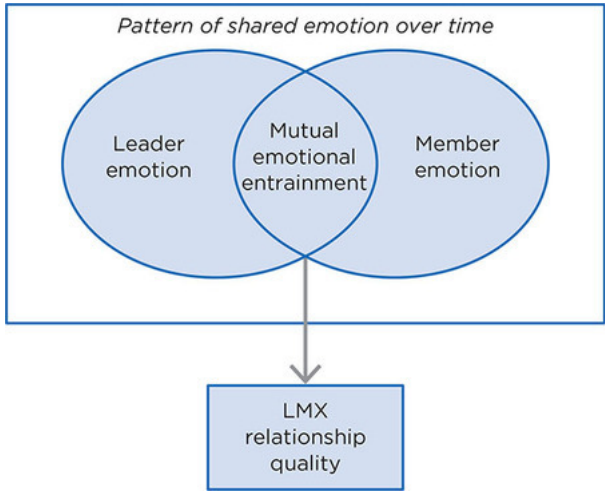 Pattern of shared emotion over time
Leader
emotion
Mutual
emotional
entrainment
Member
emotion
LMX
relationship
quality